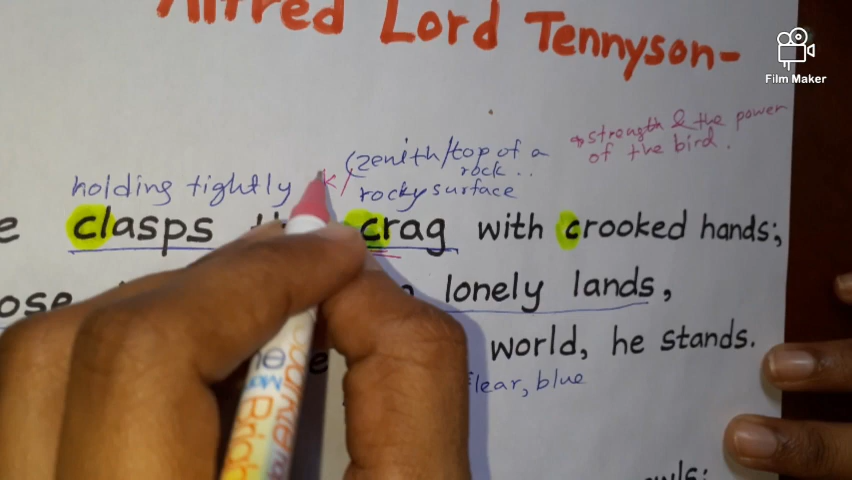 Alfred Lord Tennyson-
Film Maker
(zenith/top of a
rock..
strength & the power
of the bird.
holding tightly
rocky surface
clasps crag with crooked hands;
lonely lands,
world, he stands.
clear, blue